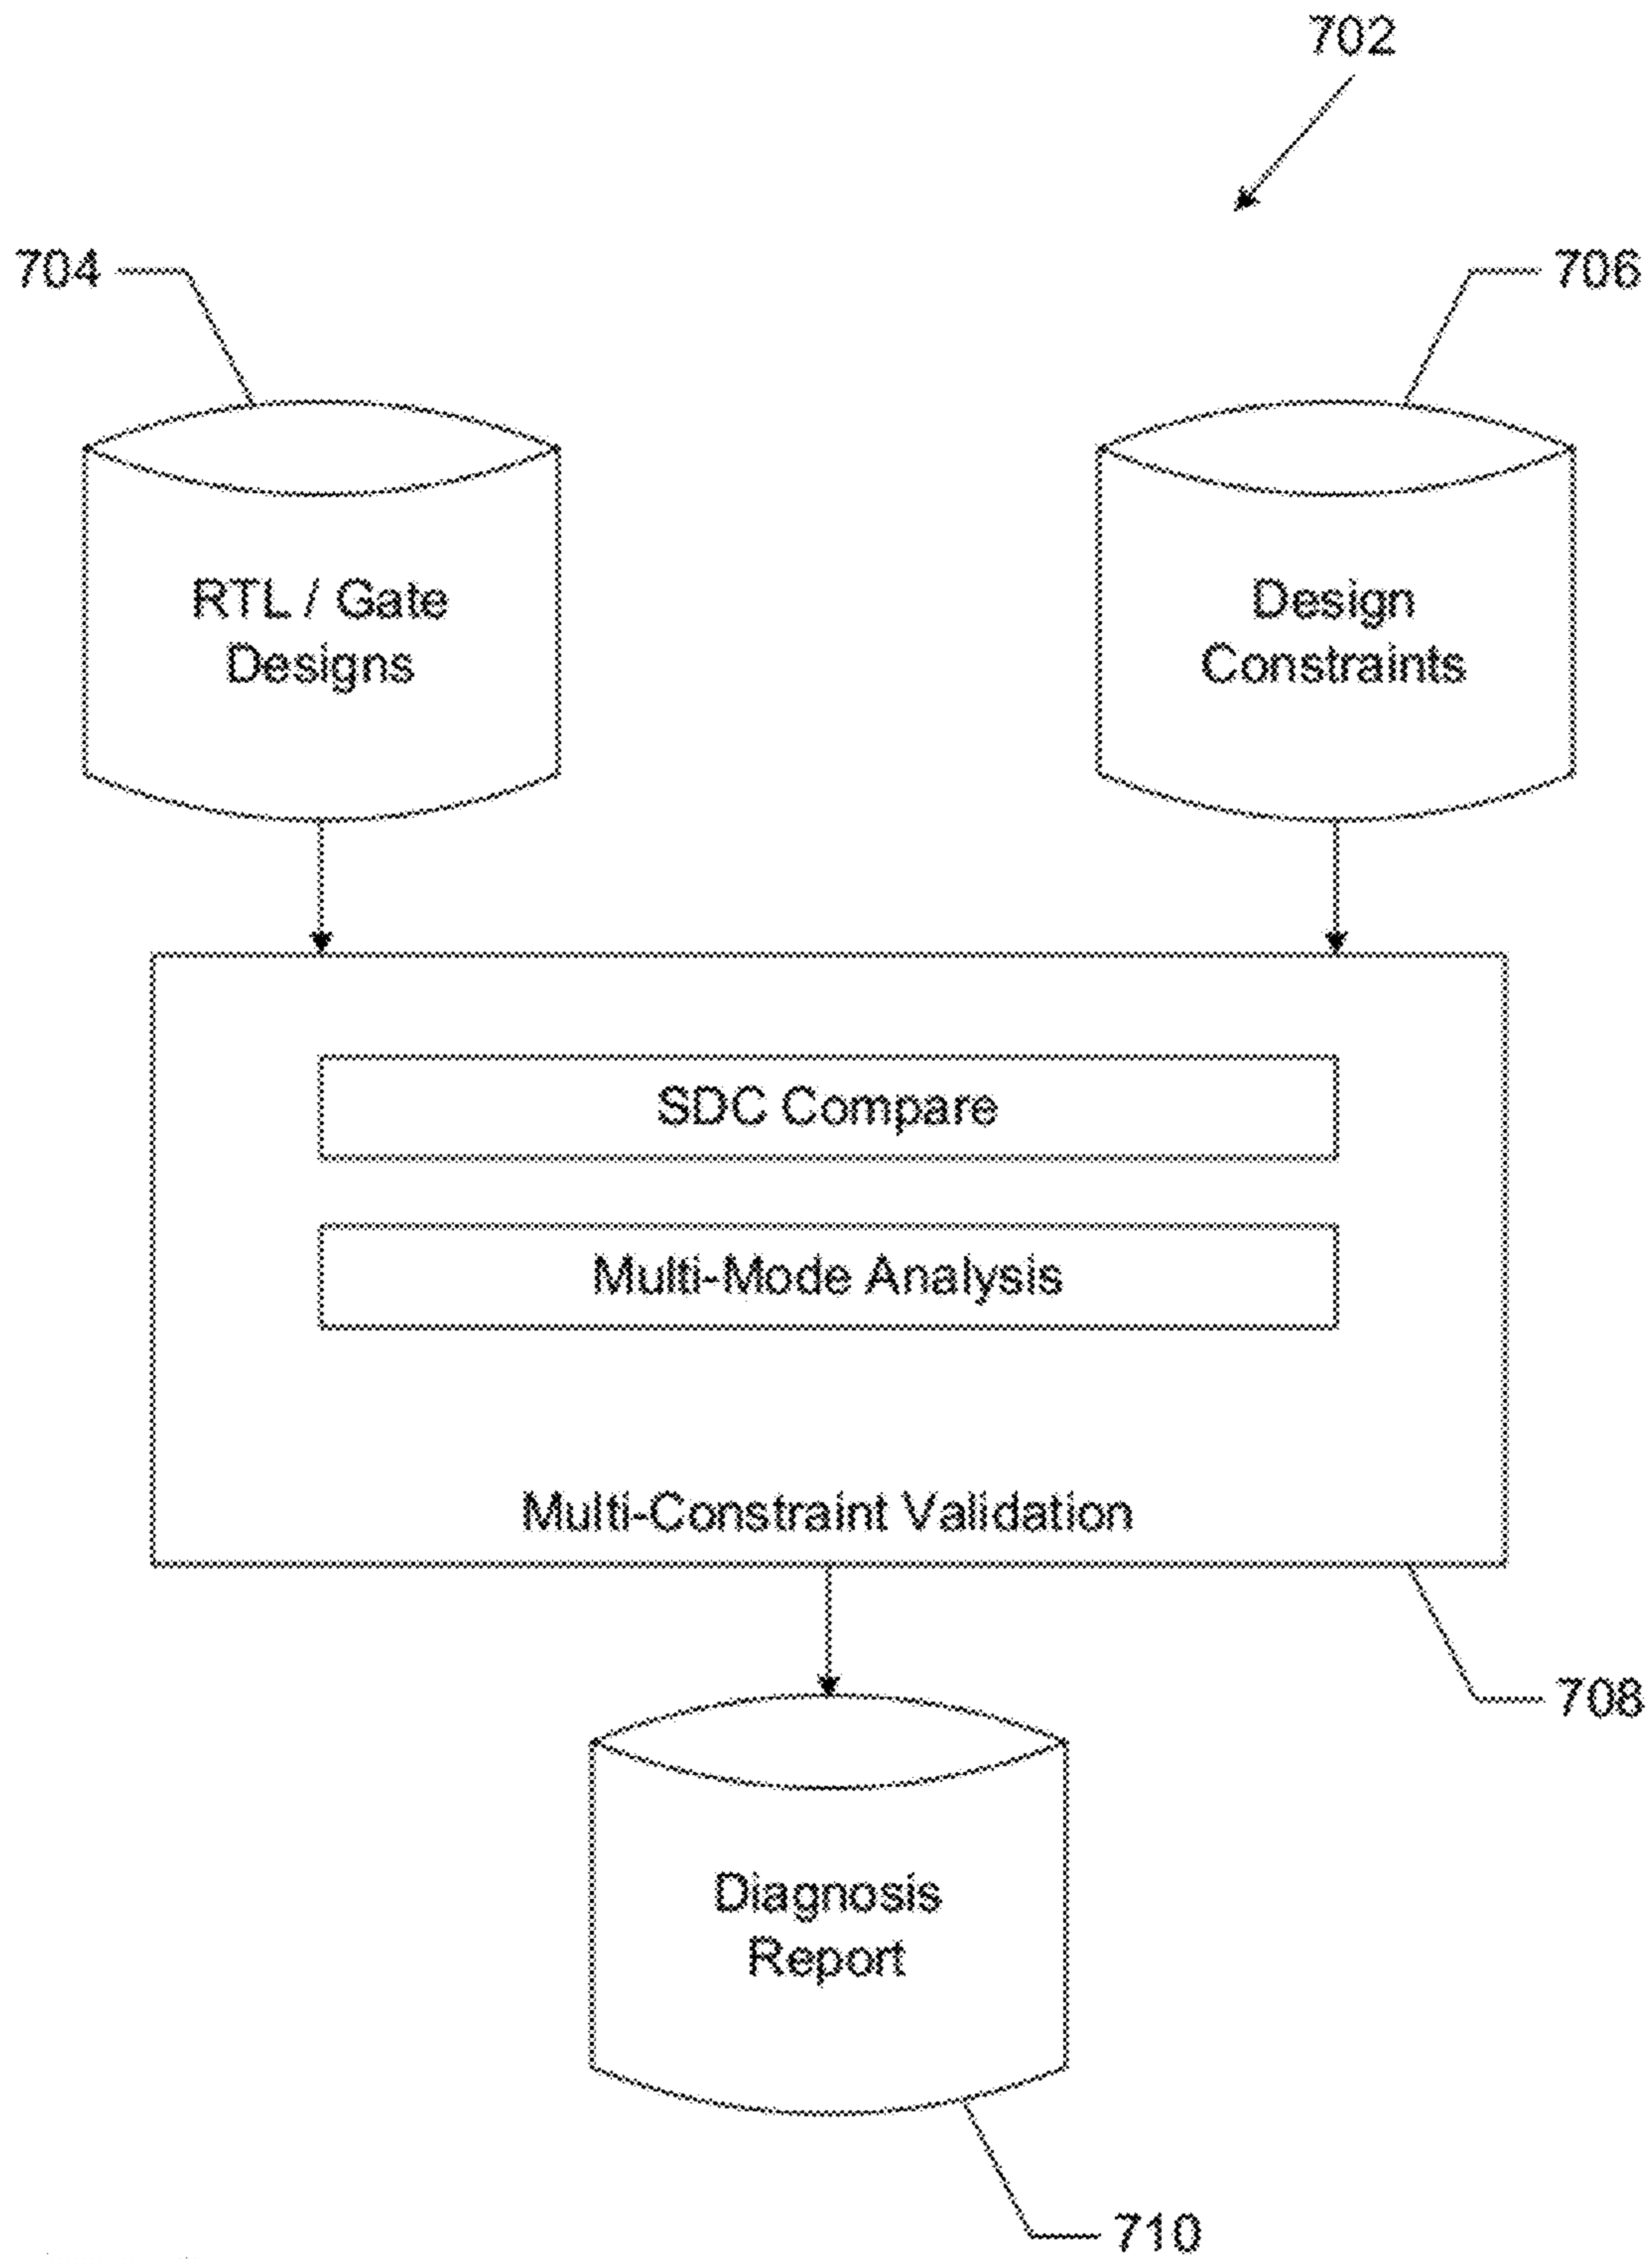 702
704
706
RTL / Gate
Designs
Design
Constraints
SDC Compare
Multi-Mode Analysis
Multi-Constraint Validation
708
Diagnosis
Report
710